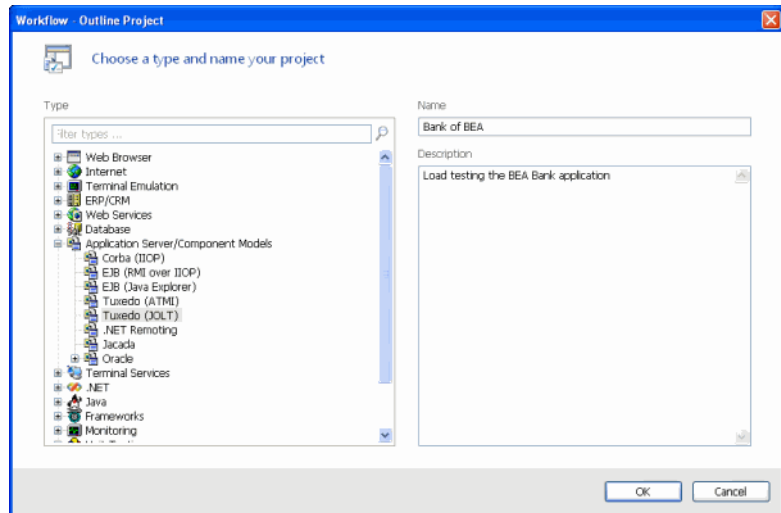 Workflow - Outline Project
Choose a type and name your project
Type
Filter types ...
Web Browser
Internet
Terminal Emulation
ERP/CRM
Web Services
Database
Application Server/Component Models
Corba (IIOP)
EJB (RMI over IIOP)
EJB (Java Explorer)
Tuxedo (ATMI)
Tuxedo (JOLT)
.NET Remoting
Jacada
Oracle
Terminal Services
.NET
Java
Frameworks
Monitoring
Name
Bank of BEA
Description
Load testing the BEA Bank application
OK
Cancel